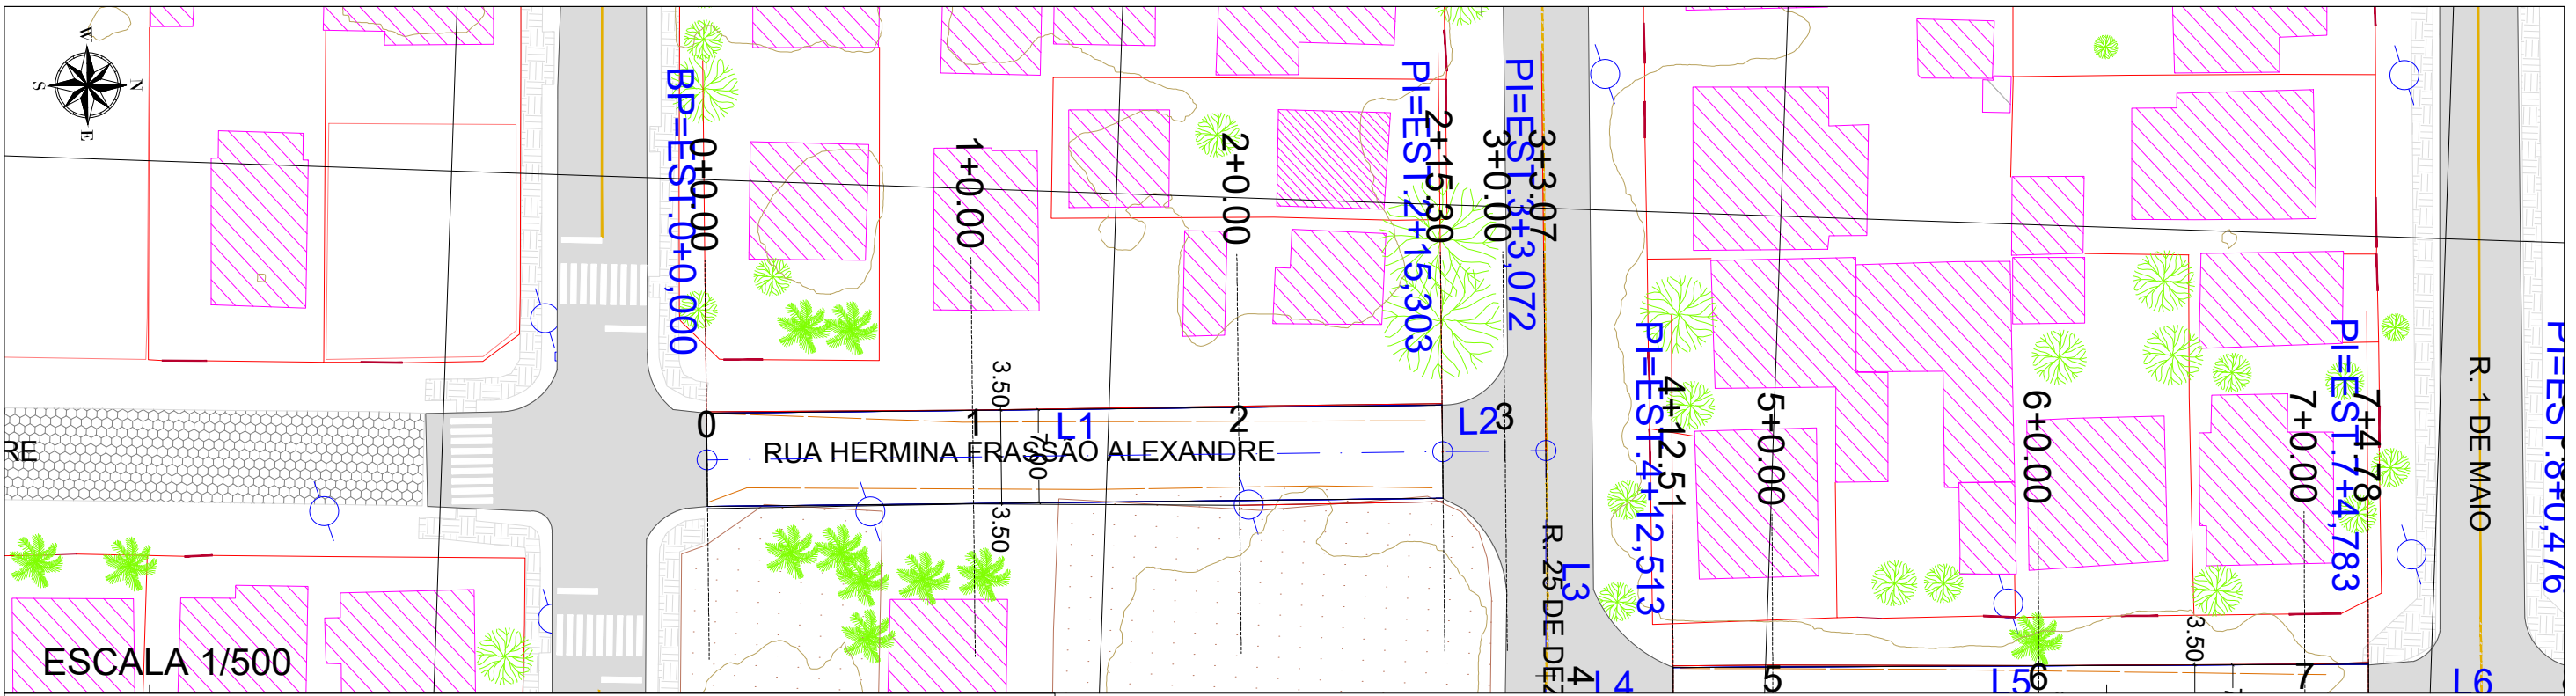 W
S
N
E
BP=EST.0+0,000
0+0.00
1+0.00
2+0.00
PI=EST.2+15,303
2+15.30
3+0.00
PI=EST.3+3,072
3+3.07
PI=EST.4+12,513
4+12.51
5+0.00
6+0.00
7+0.00
PI=EST.7+4,783
7+4.78
R. 1 DE MAIO
PI=EST.8+0,476
3.50
0
1
L1
2
L2
3
RE
RUA HERMINA FRASSÃO ALEXANDRE
7.00
3.50
R. 25 DE DEZ
L3
3.50
ESCALA 1/500
4
L4
5
L5
6
7
L6